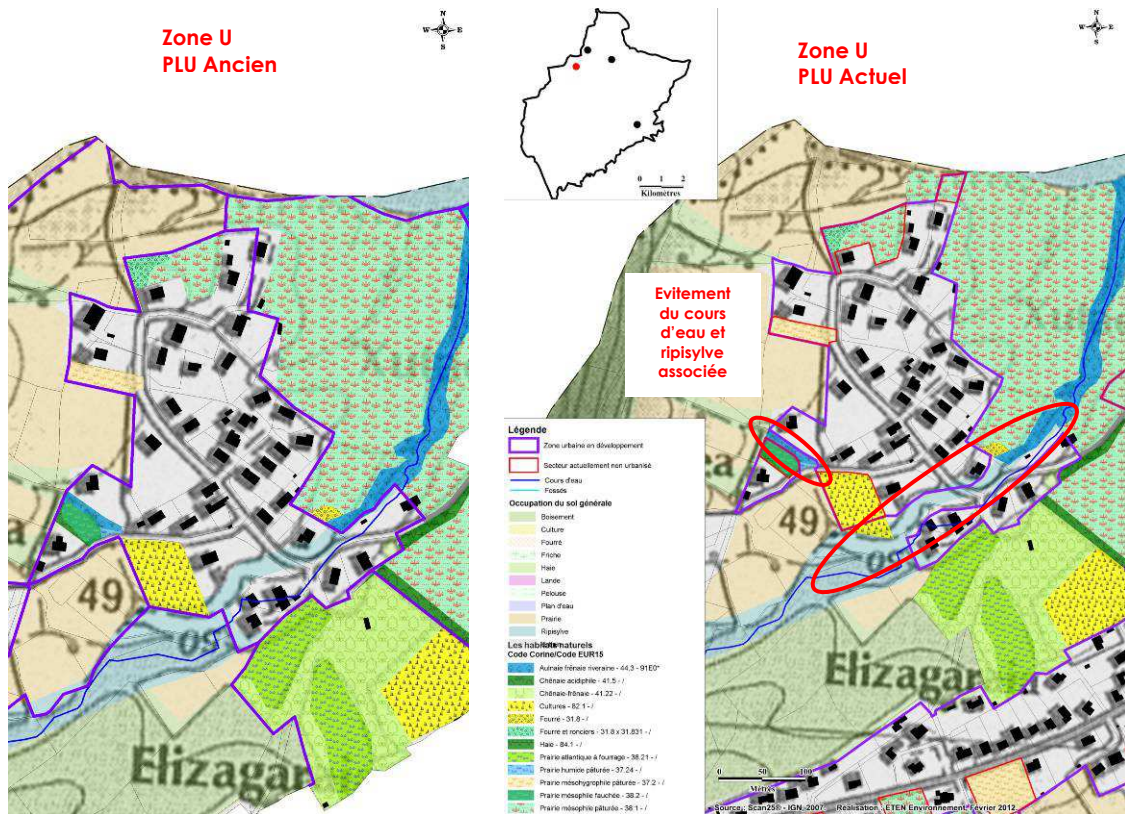 Zone U
PLU Ancien
N
W
E
S
49
50
Elizagar
0 1 2
Kilomètres
Zone U
PLU Actuel
N
W
E
S
Evitement
du cours
d'eau et
ripisylve
associée
Légende
Zone urbaine en développement
Secteur actuellement non urbanisé
Cours d'eau
Fossés
Occupation du sol générale
Boisement
Culture
Fourré
Friche
Haie
Lande
Pelouse
Plan d'eau
Prairie
Ripisylve
Les habitats naturels
Code Corine/Code EUR15
Aulnaie frênaie riveraine - 44.3 - 91E0*
Chênaie acidiphile - 41.5 - /
Chênaie-frênaie - 41.22 - /
Cultures - 82.1 - /
Fourré - 31.8 - /
Fourré et ronciers - 31.8 x 31.831 - /
Haie - 84.1 - /
Prairie atlantique à fourrage - 38.21 - /
Prairie humide pâturée - 37.24 - /
Prairie mésohygrophile pâturée - 37.2 - /
Prairie mésophile fauchée - 38.2 - /
Prairie mésophile pâturée - 38.1 - /
49
50
Elizagar
0 50 100
Mètres
Source : Scan25® - IGN, 2007 Réalisation : ETEN Environnement, Février 2012